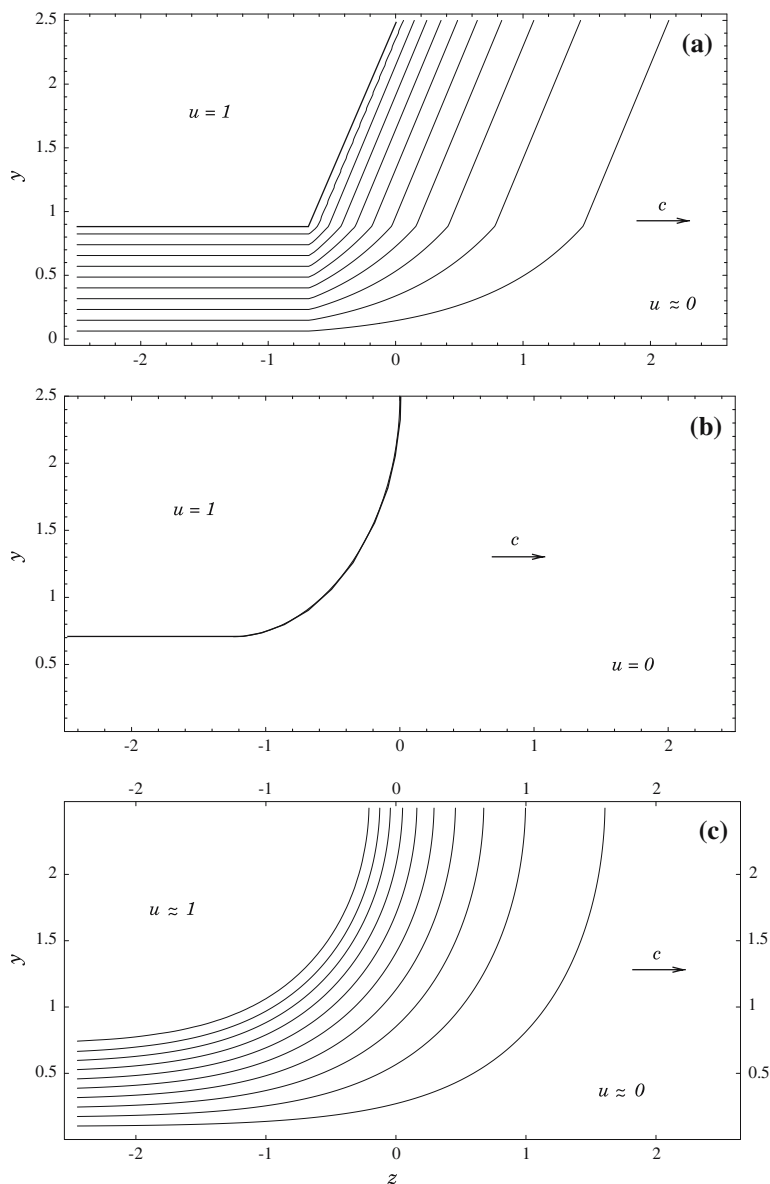 2.5
(a)
2
u = 1
1.5
y
1
c
0.5
u ≈ 0
0
-2 -1 0 1 2
2.5
(b)
2
u = 1
1.5
y
c
1
0.5
u = 0
-2 -1 0 1 2
-2 -1 0 1 2
(c)
2 2
u ≈ 1
1.5 1.5
y
c
1 1
0.5 0.5
u ≈ 0
-2 -1 0 1 2
z